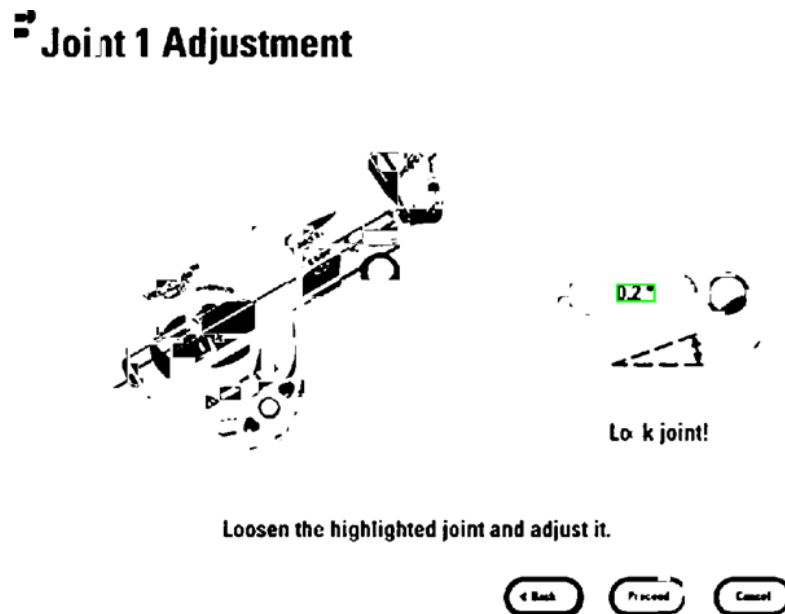 Joint 1 Adjustment
0.2°
Lock joint!
Loosen the highlighted joint and adjust it.
< Back
Proceed
Cancel